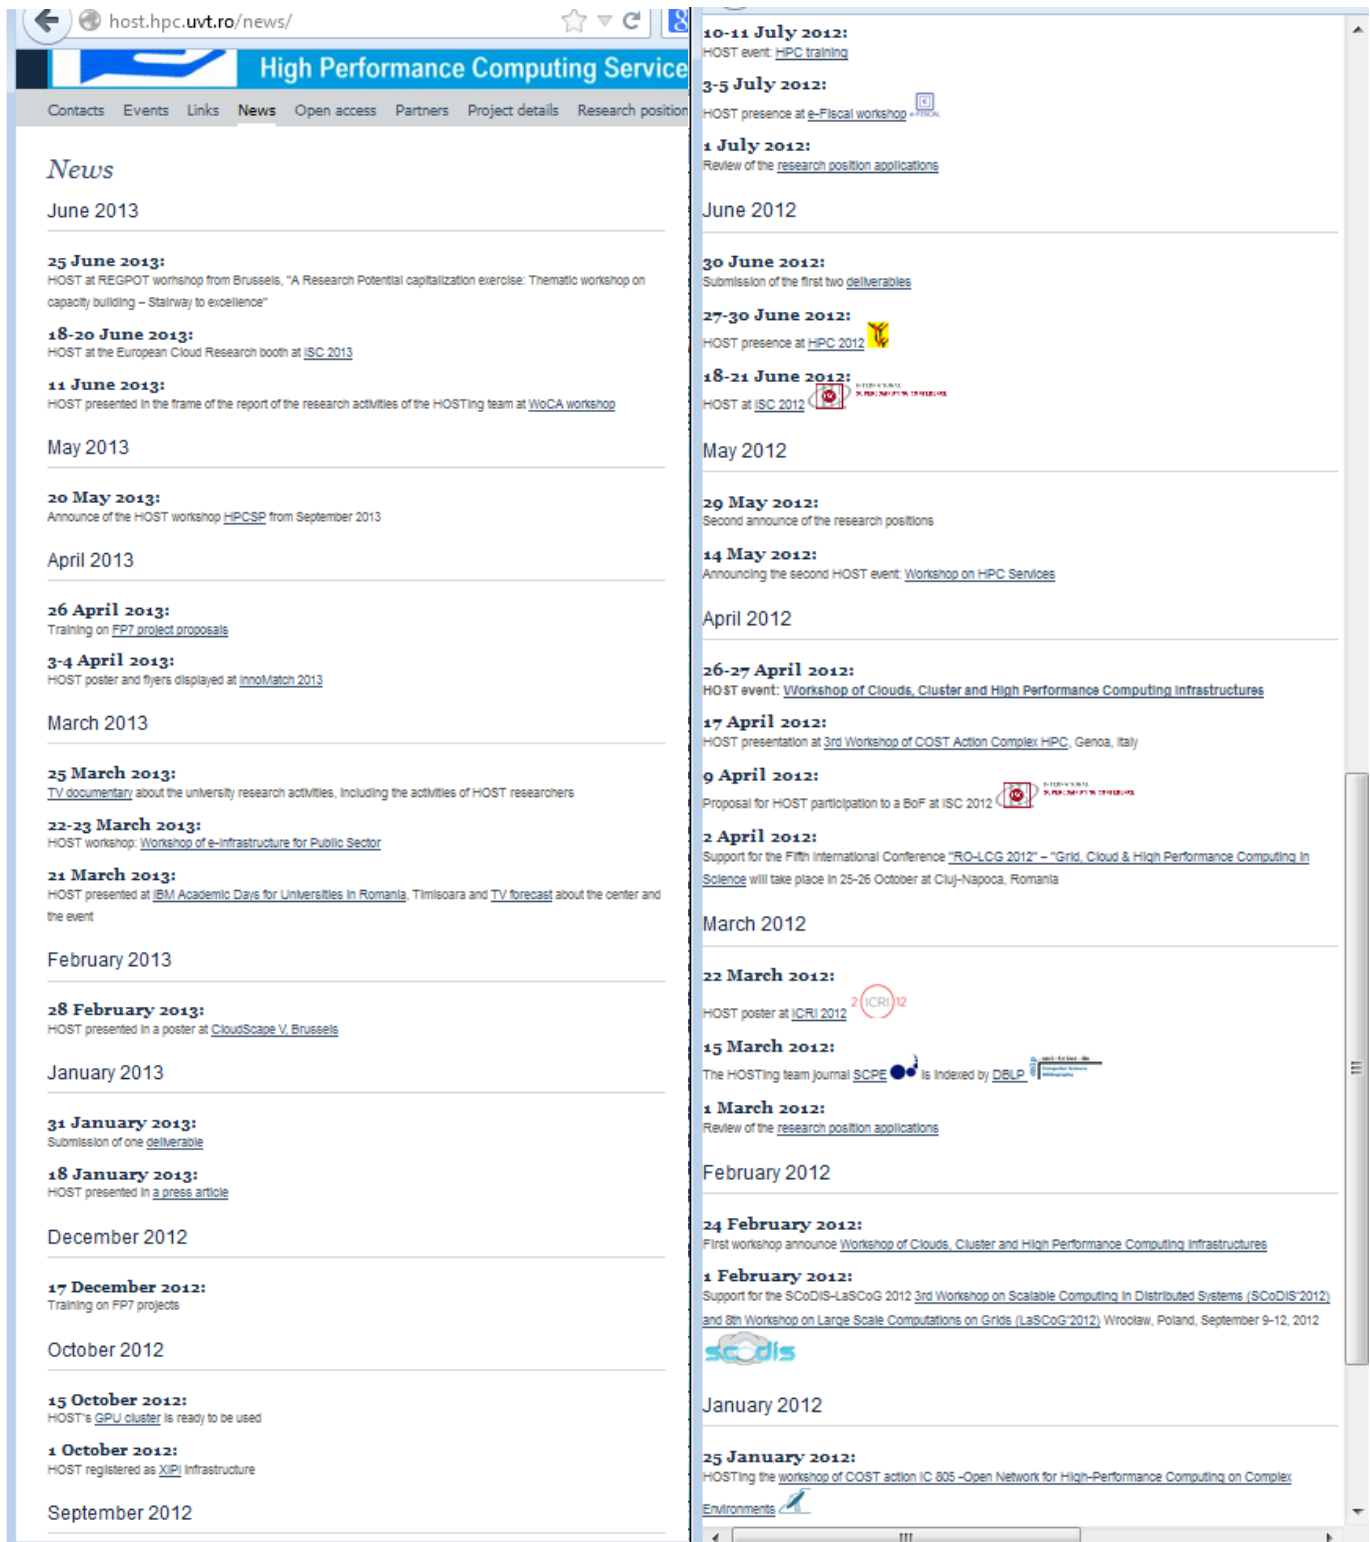 host.hpc.uvt.ro/news/
High Performance Computing Service
Contacts Events Links News Open access Partners Project details Research position
News
June 2013
25 June 2013:
HOST at REGPOT worhshop from Brussels, "A Research Potential capitalization exercise: Thematic workshop on
capacity building – Stairway to excellence"
18-20 June 2013:
HOST at the European Cloud Research booth at ISC 2013
11 June 2013:
HOST presented in the frame of the report of the research activities of the HOSTing team at WoCA workshop
May 2013
20 May 2013:
Announce of the HOST workshop HPCSP from September 2013
April 2013
26 April 2013:
Training on FP7 project proposals
3-4 April 2013:
HOST poster and flyers displayed at InnoMatch 2013
March 2013
25 March 2013:
TV documentary about the university research activities, including the activities of HOST researchers
22-23 March 2013:
HOST workshop: Workshop of e-Infrastructure for Public Sector
21 March 2013:
HOST presented at IBM Academic Days for Universities in Romania, Timisoara and TV forecast about the center and
the event
February 2013
28 February 2013:
HOST presented in a poster at CloudScape V, Brussels
January 2013
31 January 2013:
Submission of one deliverable
18 January 2013:
HOST presented in a press article
December 2012
17 December 2012:
Training on FP7 projects
October 2012
15 October 2012:
HOST's GPU cluster is ready to be used
1 October 2012:
HOST registered as XIPI infrastructure
September 2012
10-11 July 2012:
HOST event: HPC training
3-5 July 2012:
HOST presence at e-Fiscal workshop e-FISCAL
1 July 2012:
Review of the research position applications
June 2012
30 June 2012:
Submission of the first two deliverables
27-30 June 2012:
HOST presence at HPC 2012
18-21 June 2012:
HOST at ISC 2012 ISC INTERNATIONAL
SUPERCOMPUTING CONFERENCE
May 2012
29 May 2012:
Second announce of the research positions
14 May 2012:
Announcing the second HOST event: Workshop on HPC Services
April 2012
26-27 April 2012:
HOST event: Workshop of Clouds, Cluster and High Performance Computing Infrastructures
17 April 2012:
HOST presentation at 3rd Workshop of COST Action Complex HPC, Genoa, Italy
9 April 2012:
Proposal for HOST participation to a BoF at ISC 2012 ISC INTERNATIONAL
SUPERCOMPUTING CONFERENCE
2 April 2012:
Support for the Fifth International Conference "RO-LCG 2012" – "Grid, Cloud & High Performance Computing in
Science will take place in 25-26 October at Cluj-Napoca, Romania
March 2012
22 March 2012:
HOST poster at ICRI 2012 2(ICRI)12
15 March 2012:
The HOSTing team journal SCPE is indexed by DBLP uni-trier.de
Computer Science
Bibliography
1 March 2012:
Review of the research position applications
February 2012
24 February 2012:
First workshop announce Workshop of Clouds, Cluster and High Performance Computing Infrastructures
1 February 2012:
Support for the SCoDIS-LaSCoG 2012 3rd Workshop on Scalable Computing in Distributed Systems (SCoDIS'2012)
and 8th Workshop on Large Scale Computations on Grids (LaSCoG'2012) Wrocław, Poland, September 9-12, 2012
scodis
January 2012
25 January 2012:
HOSTing the workshop of COST action IC 805 -Open Network for High-Performance Computing on Complex
Environments